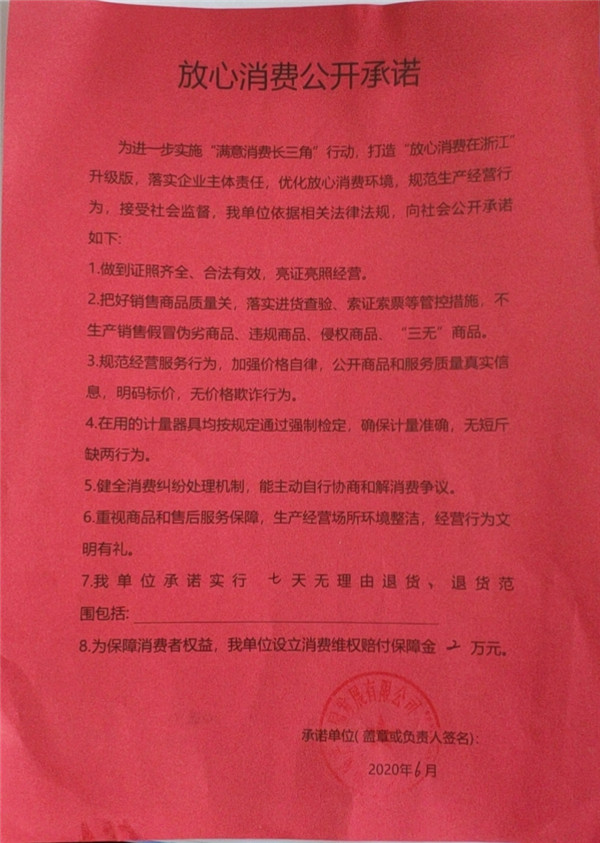 放心消费公开承诺
为进一步实施“满意消费长三角”行动，打造“放心消费在浙江”
升级版，落实企业主体责任，优化放心消费环境，规范生产经营行
为，接受社会监督，我单位依据相关法律法规，向社会公开承诺
如下:
1.做到证照齐全、合法有效，亮证亮照经营。
2.把好销售商品质量关，落实进货查验、索证索票等管控措施，不
生产销售假冒伪劣商品、违规商品、侵权商品、“三无”商品。
3.规范经营服务行为，加强价格自律，公开商品和服务质量真实信
息，明码标价，无价格欺诈行为。
4.在用的计量器具均按规定通过强制检定，确保计量准确，无短斤
缺两行为。
5.健全消费纠纷处理机制，能主动自行协商和解消费争议。
6.重视商品和售后服务保障，生产经营场所环境整洁，经营行为文
明有礼。
7.我单位承诺实行 七天无理由退货、退货范
围包括:
8.为保障消费者权益，我单位设立消费维权赔付保障金 2 万元。
发展有限公司
承诺单位( 盖章或负责人签名):
2020年6月